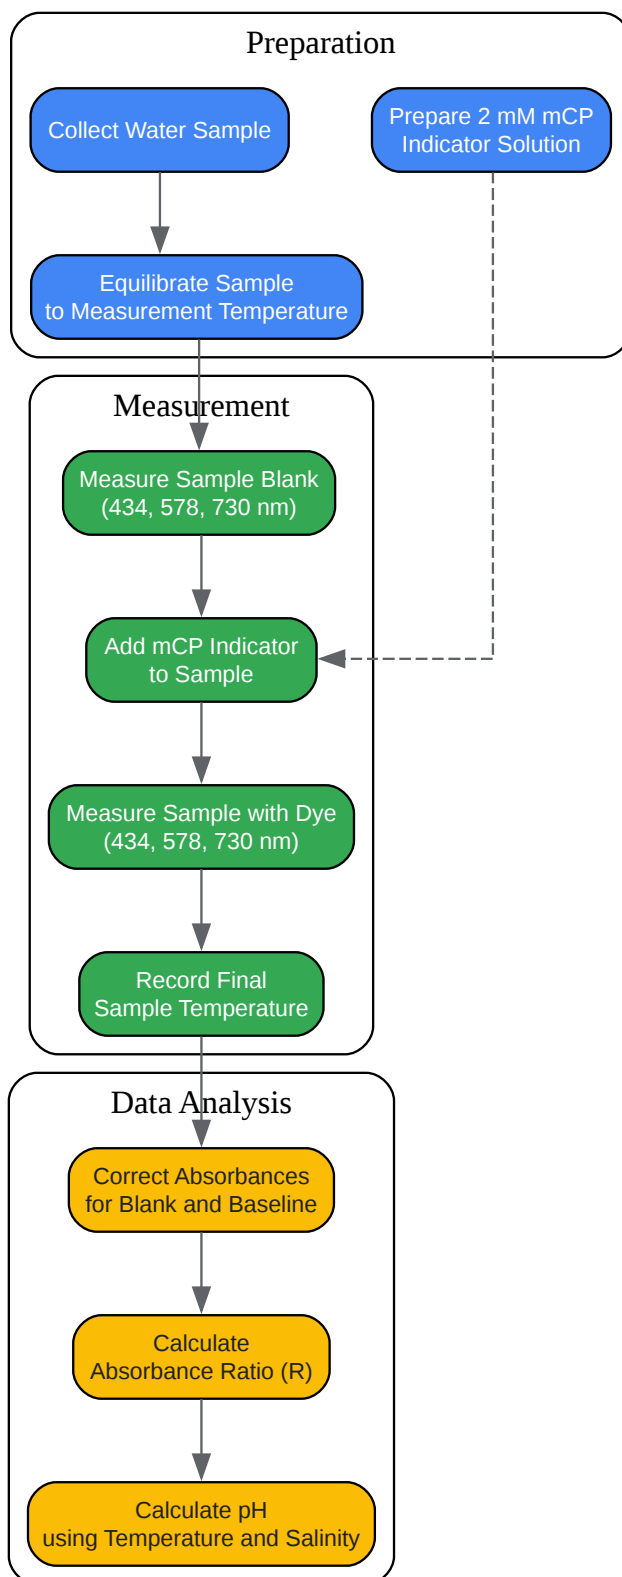 Preparation
Collect Water Sample
Prepare 2 mM mCP
Indicator Solution
Equilibrate Sample
to Measurement Temperature
Measurement
Measure Sample Blank
(434, 578, 730 nm)
Add mCP Indicator
to Sample
Measure Sample with Dye
(434, 578, 730 nm)
Record Final
Sample Temperature
Data Analysis
Correct Absorbances
for Blank and Baseline
Calculate
Absorbance Ratio (R)
Calculate pH
using Temperature and Salinity